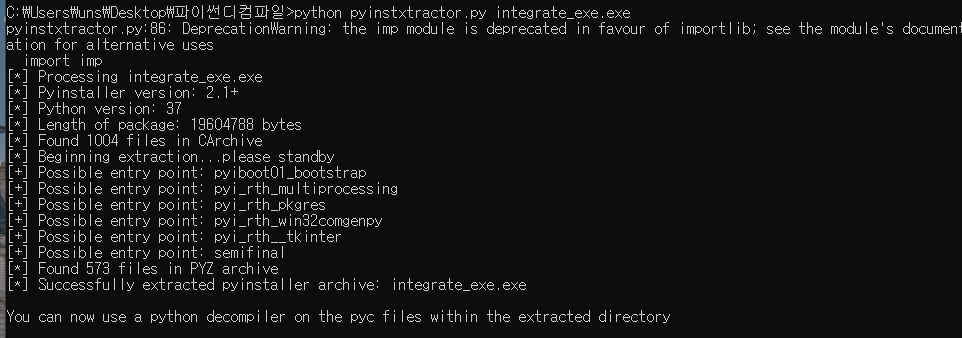 C:₩Users₩uns₩Desktop₩파이썬디컴파일>python pyinstxtractor.py integrate_exe.exe
pyinstxtractor.py:86: DeprecationWarning: the imp module is deprecated in favour of importlib; see the module's document
ation for alternative uses
  import imp
[*] Processing integrate_exe.exe
[*] Pyinstaller version: 2.1+
[*] Python version: 37
[*] Length of package: 19604788 bytes
[*] Found 1004 files in CArchive
[*] Beginning extraction...please standby
[+] Possible entry point: pyiboot01_bootstrap
[+] Possible entry point: pyi_rth_multiprocessing
[+] Possible entry point: pyi_rth_pkgres
[+] Possible entry point: pyi_rth_win32comgenpy
[+] Possible entry point: pyi_rth__tkinter
[+] Possible entry point: semifinal
[*] Found 573 files in PYZ archive
[*] Successfully extracted pyinstaller archive: integrate_exe.exe
You can now use a python decompiler on the pyc files within the extracted directory